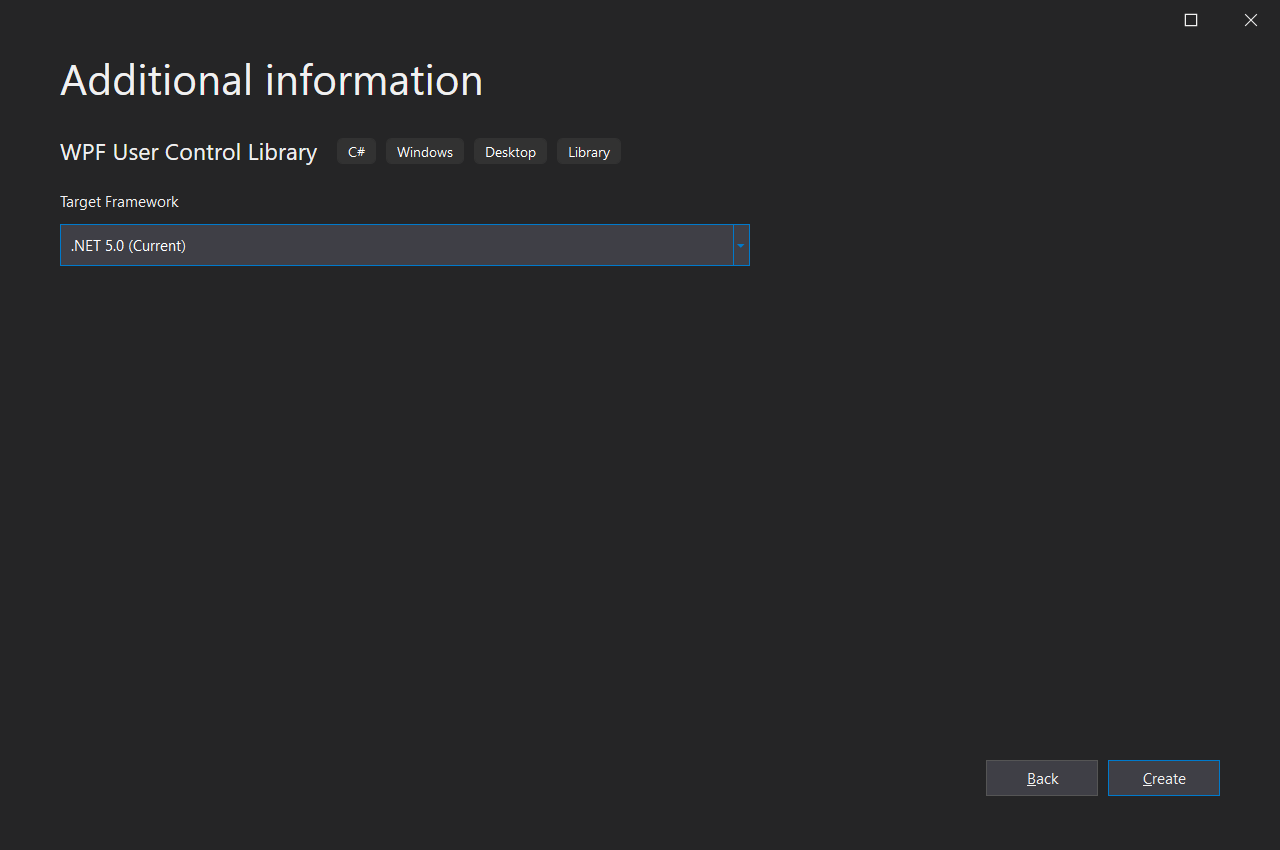 Additional information
WPF User Control Library C# Windows Desktop Library
Target Framework
.NET 5.0 (Current)
Back Create